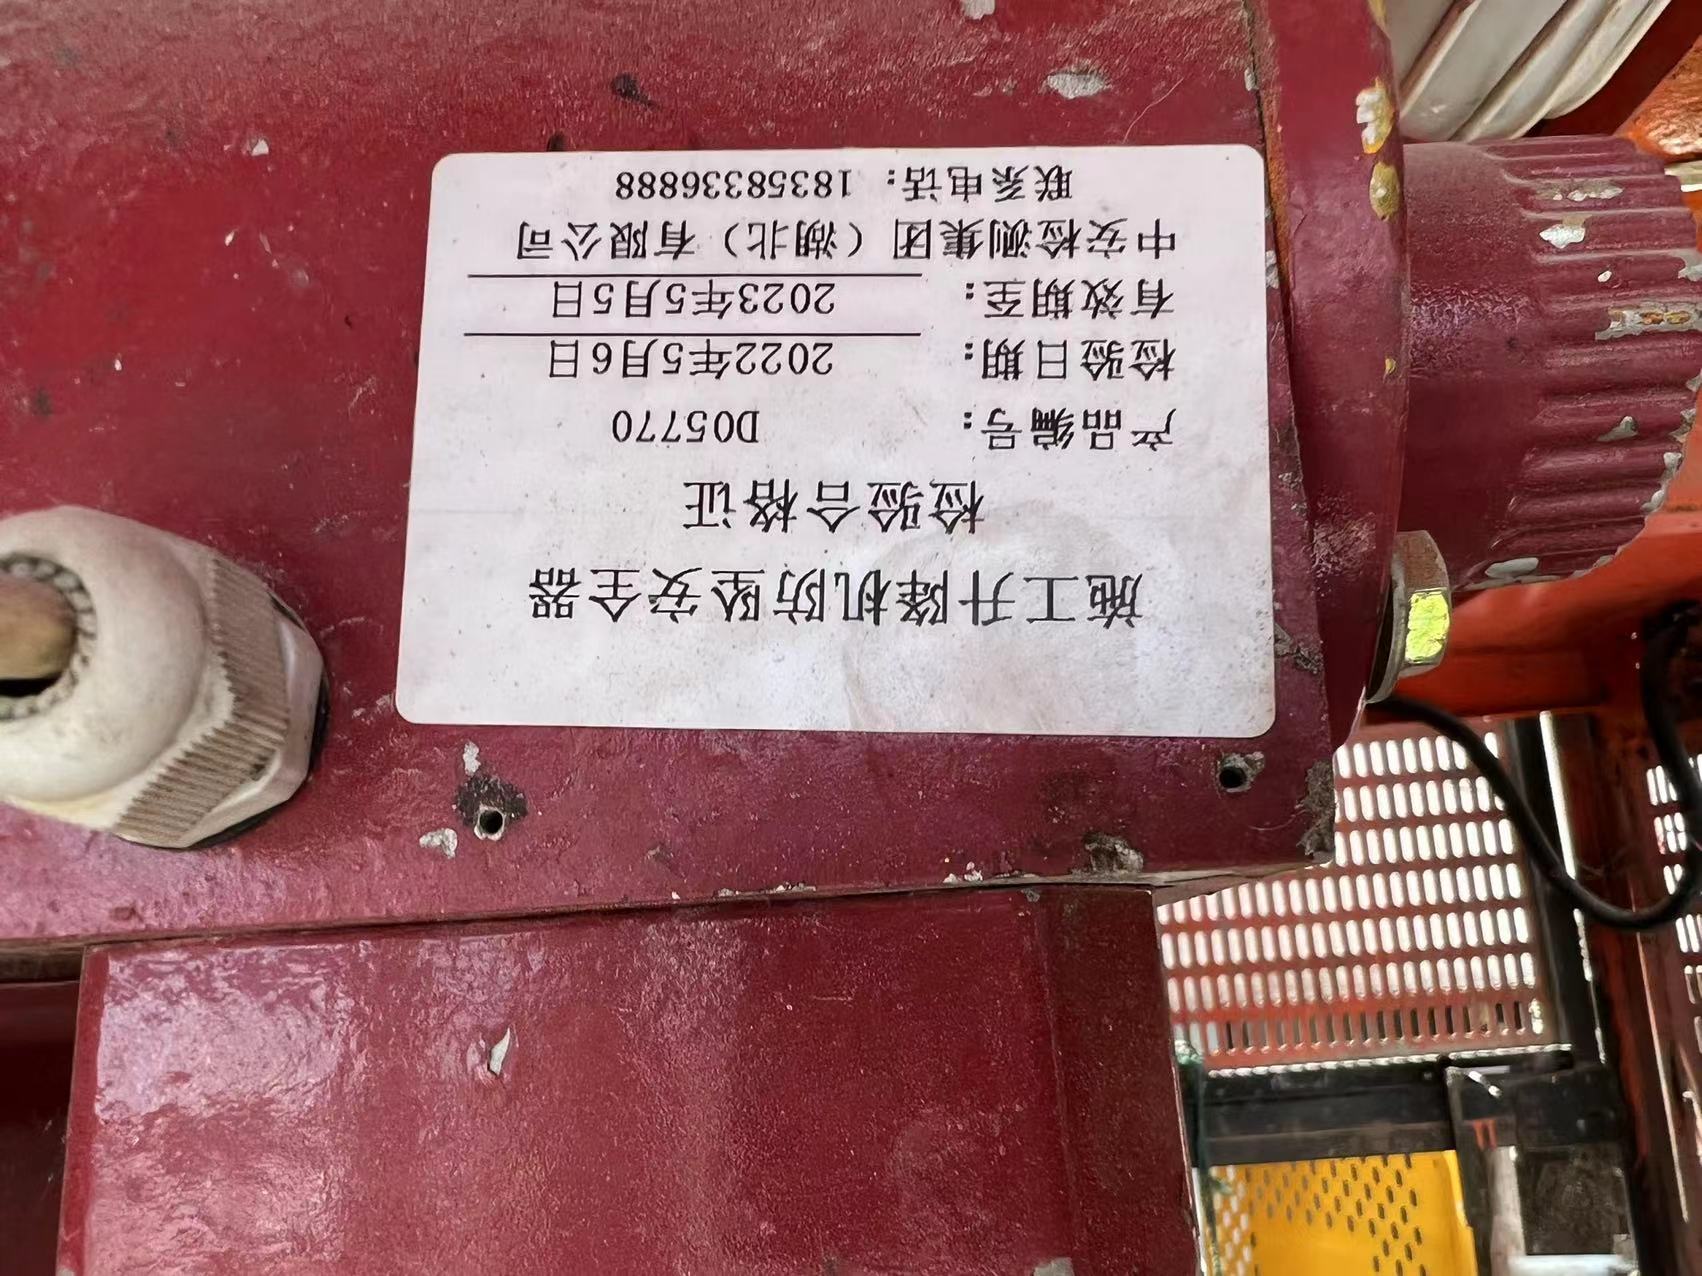 施工升降机防坠安全器
检验合格证
产品编号： D05770
检验日期： 2022年5月6日
有效期至： 2023年5月5日
中安检测集团（湖北）有限公司
联系电话：18358336888